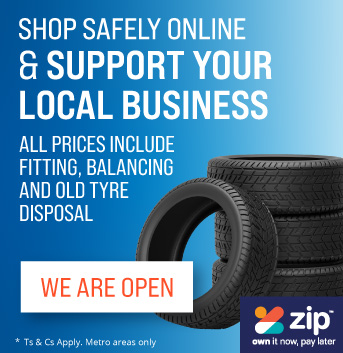 SHOP SAFELY ONLINE
& SUPPORT YOUR
LOCAL BUSINESS
ALL PRICES INCLUDE
FITTING, BALANCING
AND OLD TYRE
DISPOSAL
WE ARE OPEN
* Ts & Cs Apply. Metro areas only
zip™
own it now, pay later